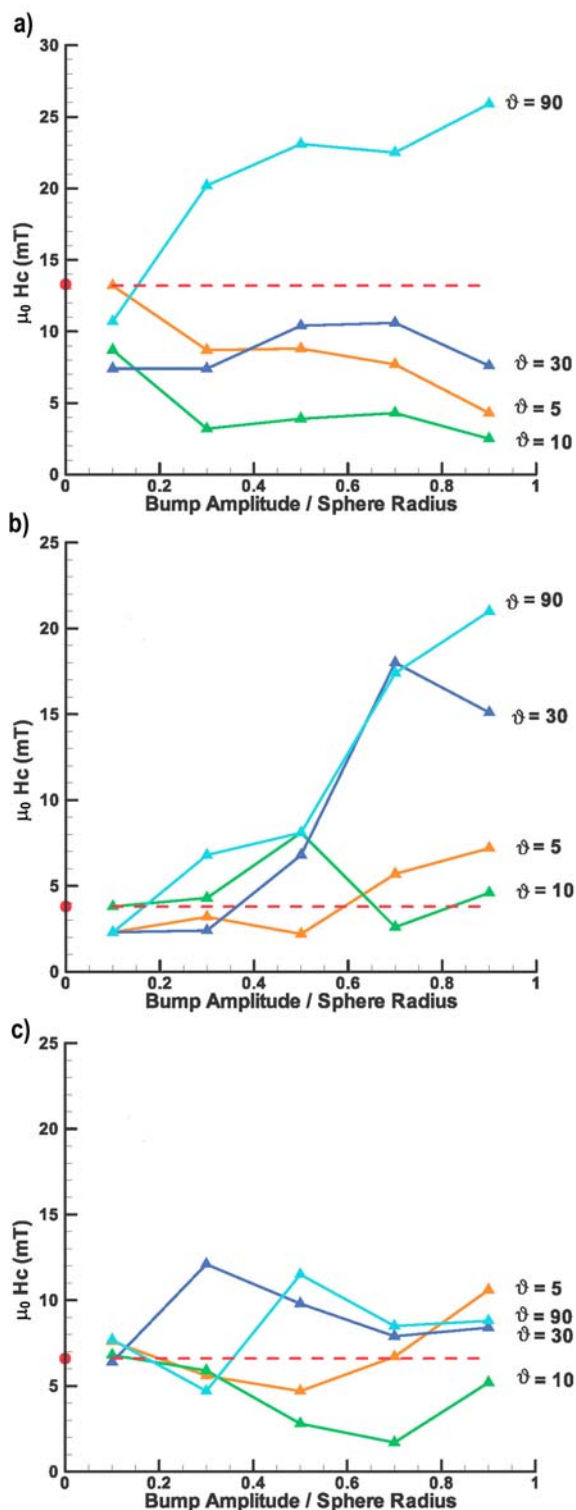 a)
30
25
20
15
10
5
0
μ₀ Hc (mT)
ϑ = 90
ϑ = 30
ϑ = 5
ϑ = 10
0 0.2 0.4 0.6 0.8 1
Bump Amplitude / Sphere Radius
b)
25
20
15
10
5
0
μ₀ Hc (mT)
ϑ = 90
ϑ = 30
ϑ = 5
ϑ = 10
0 0.2 0.4 0.6 0.8 1
Bump Amplitude / Sphere Radius
c)
25
20
15
10
5
0
μ₀ Hc (mT)
ϑ = 5
ϑ = 90
ϑ = 30
ϑ = 10
0 0.2 0.4 0.6 0.8 1
Bump Amplitude / Sphere Radius